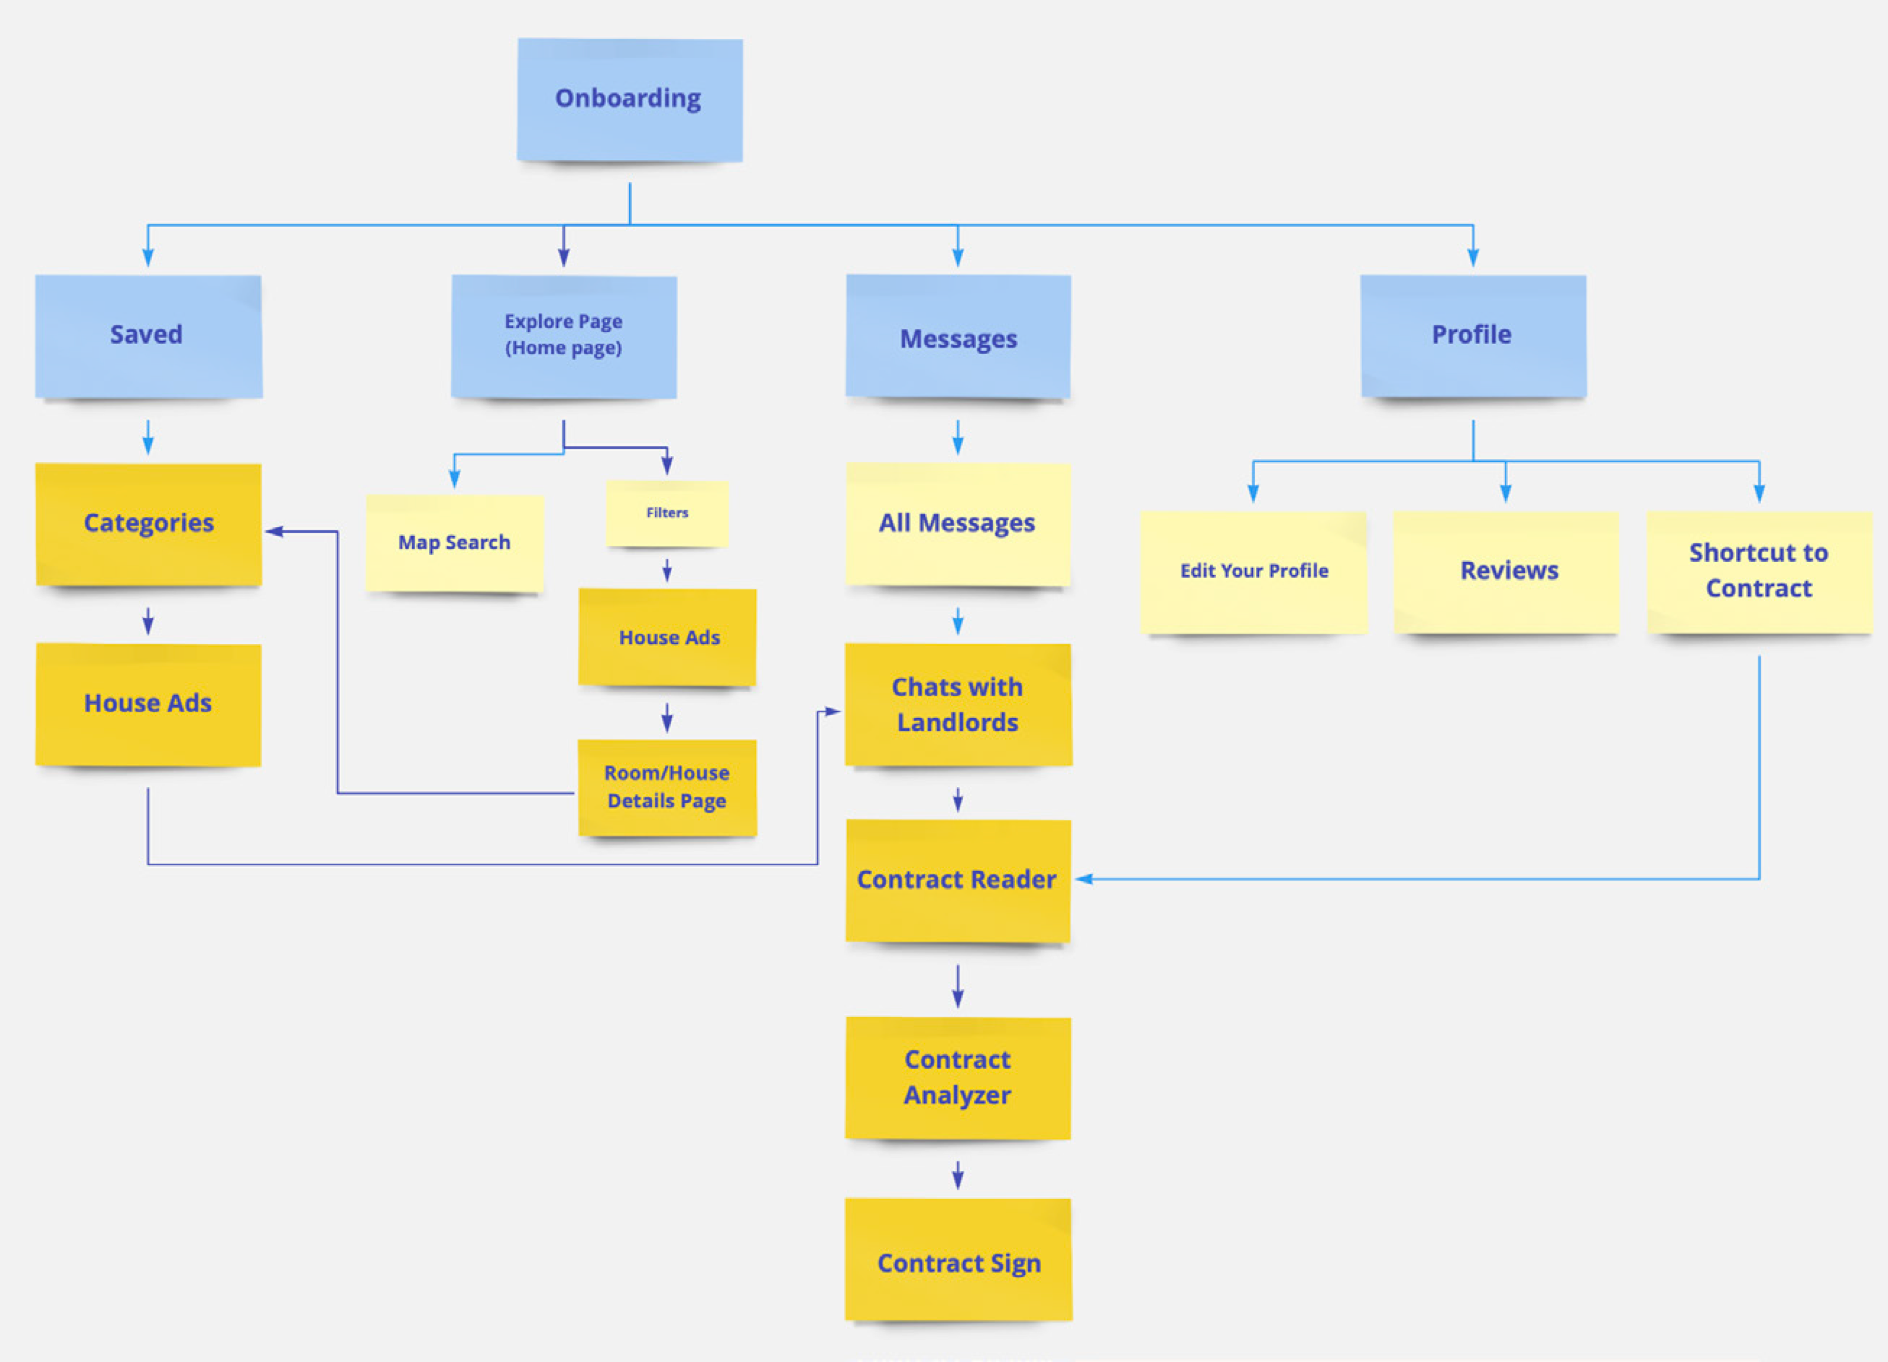 Onboarding
Saved
Explore Page
(Home page)
Messages
Profile
Categories
Map Search
Filters
All Messages
Edit Your Profile
Reviews
Shortcut to
Contract
House Ads
House Ads
Chats with
Landlords
Room/House
Details Page
Contract Reader
Contract
Analyzer
Contract Sign